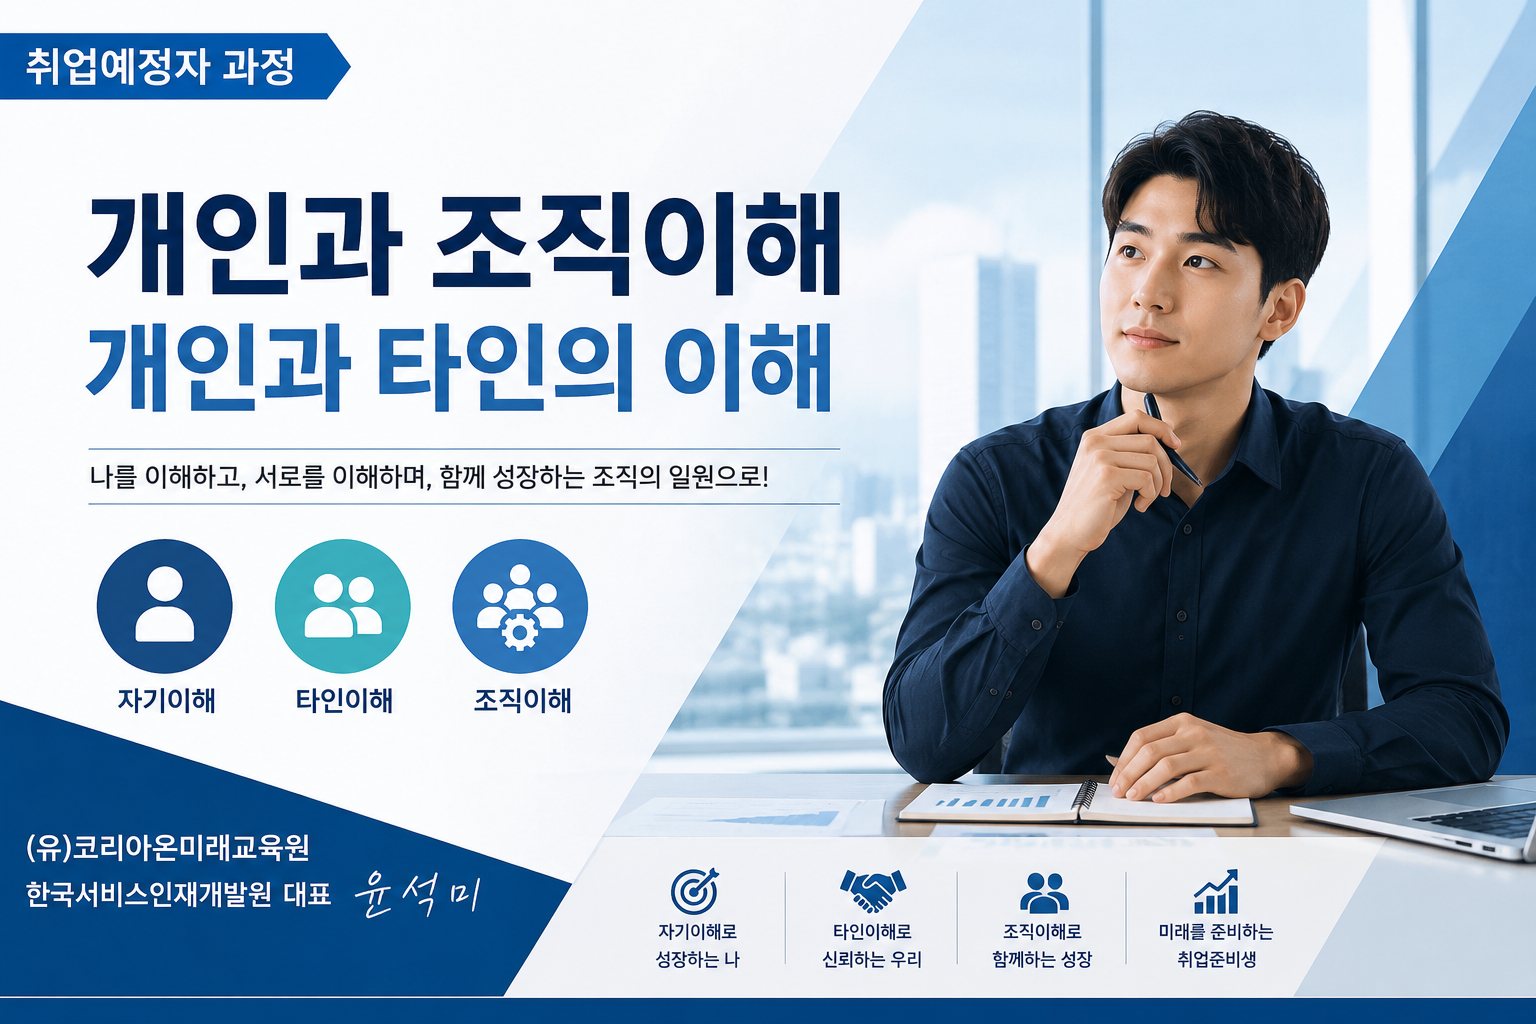 취업예정자 과정
개인과 조직이해
개인과 타인의 이해
나를 이해하고, 서로를 이해하며, 함께 성장하는 조직의 일원으로!
자기이해
타인이해
조직이해
(유)코리아온미래교육원
한국서비스인재개발원 대표 윤석미
자기이해로
성장하는 나
타인이해로
신뢰하는 우리
조직이해로
함께하는 성장
미래를 준비하는
취업준비생